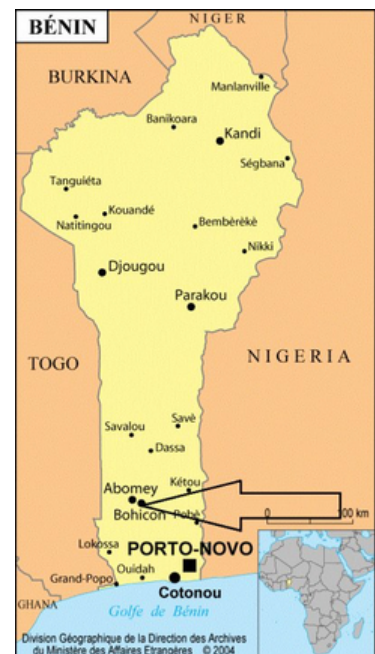 BÉNIN
NIGER
BURKINA
Manlanville
Banikoara
Kandi
Ségbana
Tanguiéta
Kouandé
Natitingou
Bembèrèkè
Nikki
Djougou
Parakou
TOGO
NIGERIA
Savalou
Savè
Dassa
Kétou
Abomey
Bohicon
Pobè
0 100 km
Lokossa
PORTO-NOVO
Ouidah
Grand-Popo
Cotonou
GHANA
Golfe de Bénin
Division Géographique de la Direction des Archives
du Ministère des Affaires Etrangères © 2004